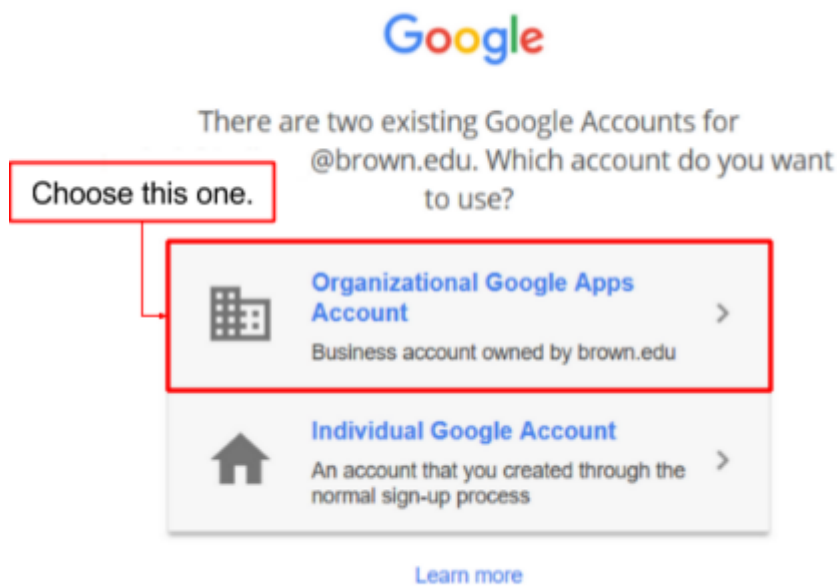 Google
There are two existing Google Accounts for
@brown.edu. Which account do you want
to use?
Choose this one.
Organizational Google Apps
Account
Business account owned by brown.edu
Individual Google Account
An account that you created through the
normal sign-up process
Learn more